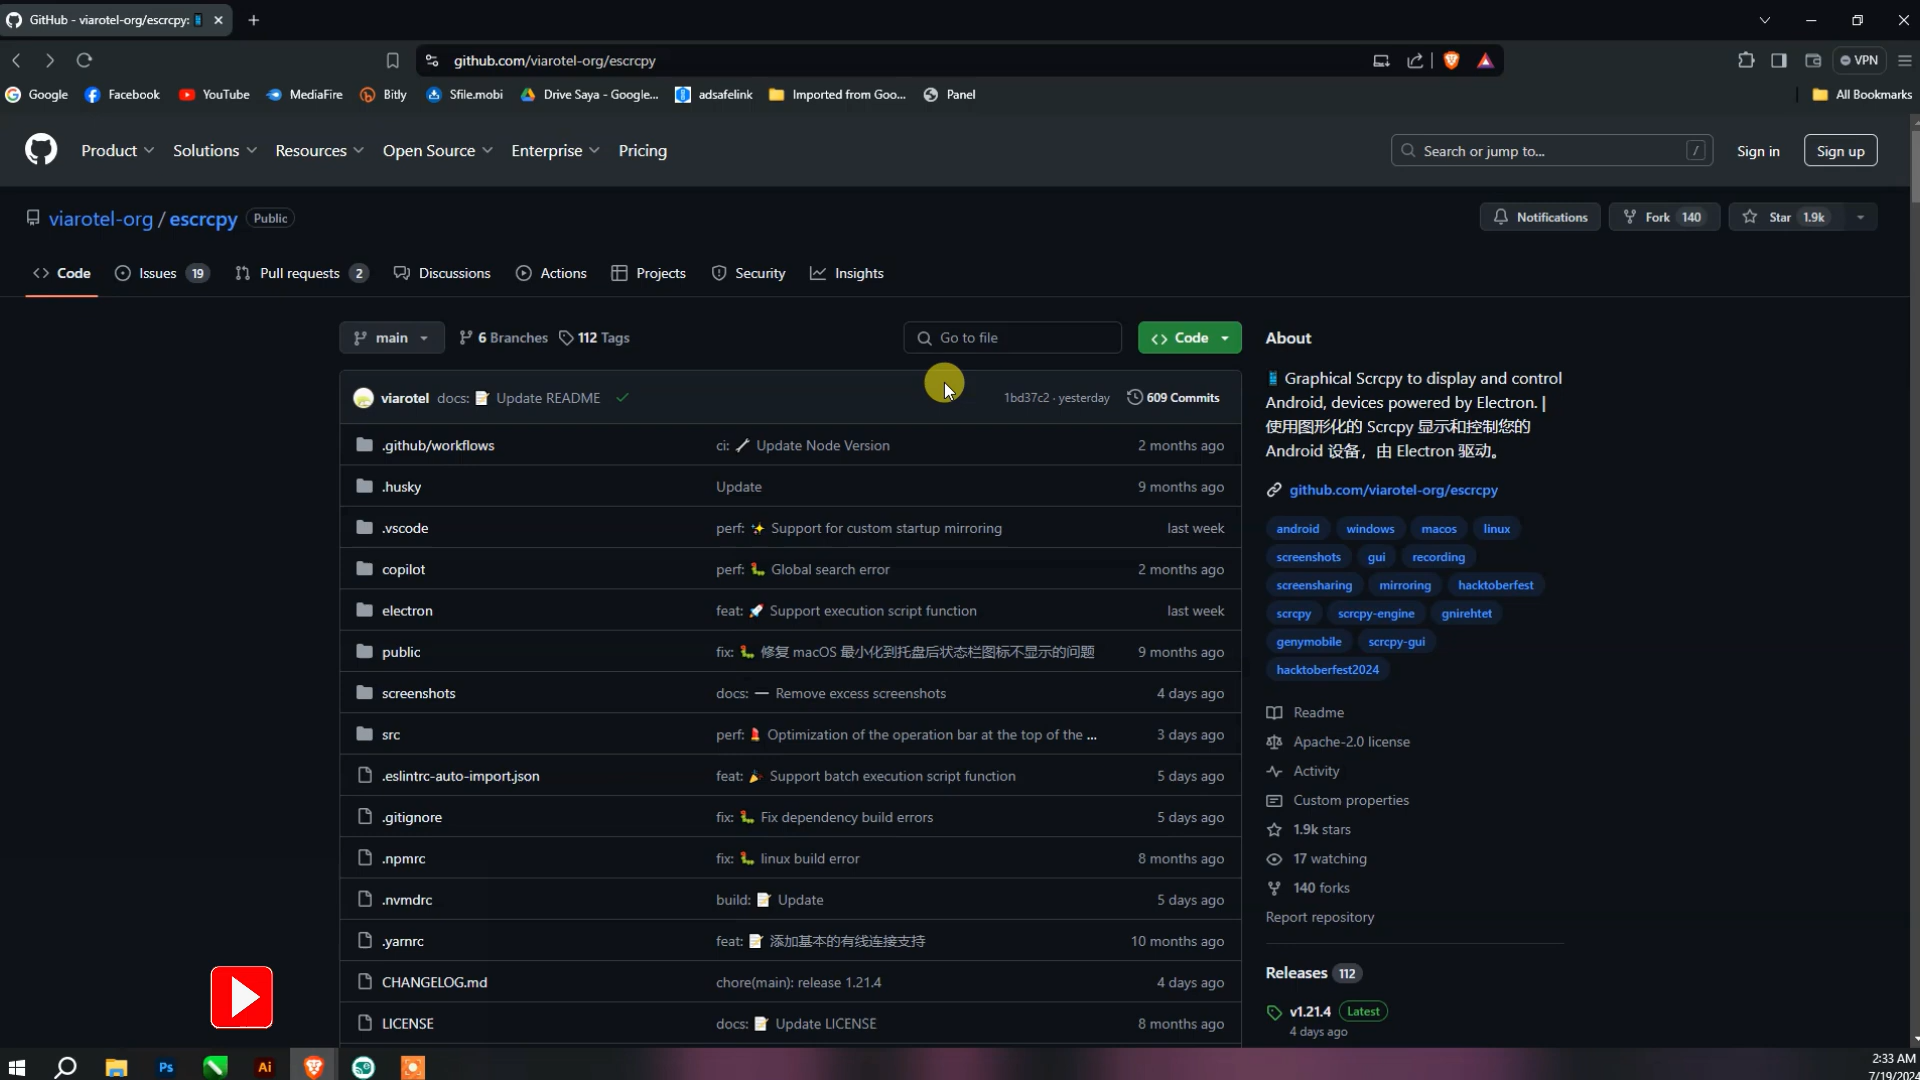 GitHub - viarotel-org/escrcpy:
github.com/viarotel-org/escrcpy
VPN
Google
Facebook
YouTube
MediaFire
Bitly
Sfile.mobi
Drive Saya - Google...
adsafelink
Imported from Goo...
Panel
All Bookmarks
Product
Solutions
Resources
Open Source
Enterprise
Pricing
Search or jump to...
/
Sign in
Sign up
viarotel-org / escrcpy
Public
Notifications
Fork 140
Star 1.9k
Code
Issues 19
Pull requests 2
Discussions
Actions
Projects
Security
Insights
main
6 Branches
112 Tags
Go to file
Code
viarotel docs: 📝 Update README
1bd37c2 · yesterday
609 Commits
.github/workflows ci: 🔧 Update Node Version 2 months ago
.husky Update 9 months ago
.vscode perf: ✨ Support for custom startup mirroring last week
copilot perf: 🐛 Global search error 2 months ago
electron feat: 🚀 Support execution script function last week
public fix: 🐛 修复 macOS 最小化到托盘后状态栏图标不显示的问题 9 months ago
screenshots docs: ➖ Remove excess screenshots 4 days ago
src perf: 💄 Optimization of the operation bar at the top of the ... 3 days ago
.eslintrc-auto-import.json feat: 🎉 Support batch execution script function 5 days ago
.gitignore fix: 🐛 Fix dependency build errors 5 days ago
.npmrc fix: 🐛 linux build error 8 months ago
.nvmdrc build: 📝 Update 5 days ago
.yarnrc feat: 📝 添加基本的有线连接支持 10 months ago
CHANGELOG.md chore(main): release 1.21.4 4 days ago
LICENSE docs: 📝 Update LICENSE 8 months ago
About
📱 Graphical Scrcpy to display and control
Android, devices powered by Electron. |
使用图形化的 Scrcpy 显示和控制您的
Android 设备，由 Electron 驱动。
github.com/viarotel-org/escrcpy
android windows macos linux
screenshots gui recording
screensharing mirroring hacktoberfest
scrcpy scrcpy-engine gnirehtet
genymobile scrcpy-gui
hacktoberfest2024
Readme
Apache-2.0 license
Activity
Custom properties
1.9k stars
17 watching
140 forks
Report repository
Releases 112
v1.21.4 Latest
4 days ago
Ps
Ai
2:33 AM
7/19/2024